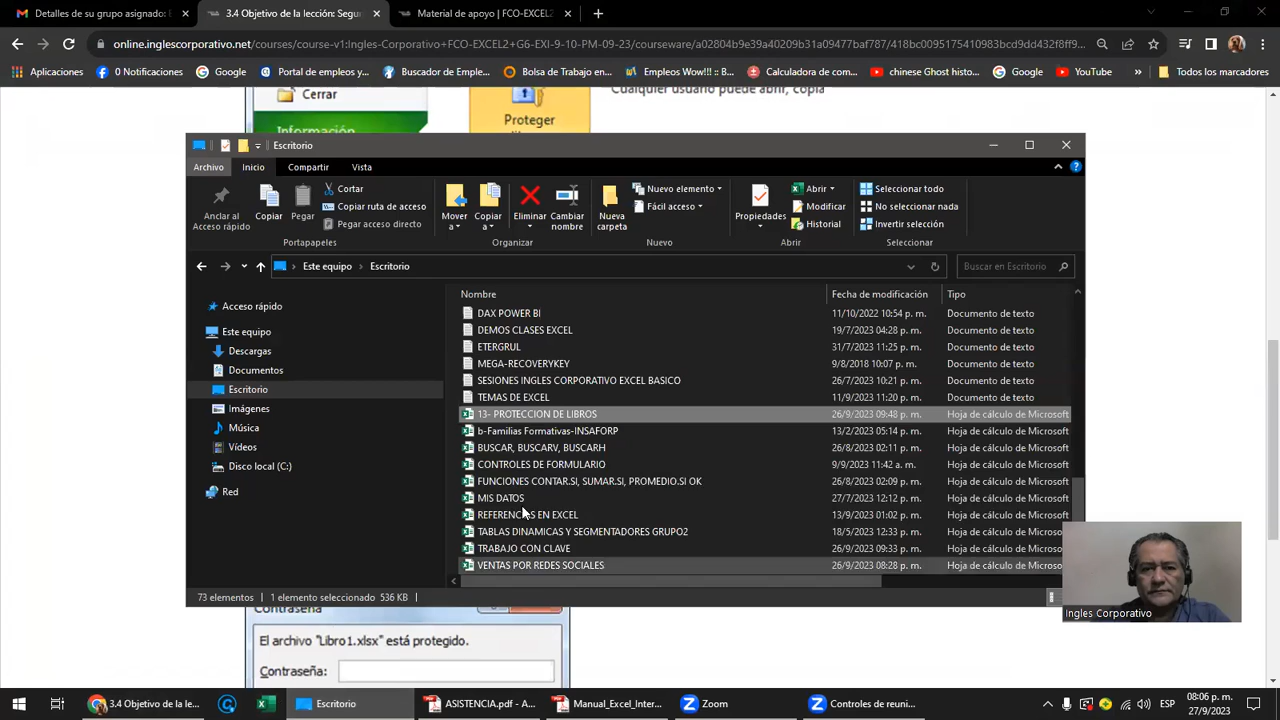 Detalles de su grupo asignado: E
3.4 Objetivo de la lección: Segu
Material de apoyo | FCO-EXCEL2
online.inglescorporativo.net/courses/course-v1:Ingles-Corporativo+FCO-EXCEL2+G6-EXI-9-10-PM-09-23/courseware/a02804b9e39a31a09477baf787/418bc0095175410983bcd9dd432f8ff9...
Aplicaciones
0 Notificaciones
Google
Portal de empleos y...
Buscador de Emple...
Bolsa de Trabajo en...
Empleos Wow!!! :: B...
Calculadora de com...
chinese Ghost histo...
Google
YouTube
»
Todos los marcadores
Cerrar
Cualquier usuario puede abrir, copia
Proteger
Información
Escritorio
Archivo
Inicio
Compartir
Vista
Anclar al
Acceso rápido
Copiar
Pegar
Cortar
Copiar ruta de acceso
Pegar acceso directo
Portapapeles
Mover
a
Copiar
a
Eliminar
Cambiar
nombre
Organizar
Nueva
carpeta
Nuevo elemento
Fácil acceso
Nuevo
Propiedades
Abrir
Modificar
Historial
Abrir
Seleccionar todo
No seleccionar nada
Invertir selección
Seleccionar
Este equipo > Escritorio
Buscar en Escritorio
Acceso rápido
Este equipo
Descargas
Documentos
Escritorio
Imágenes
Música
Vídeos
Disco local (C:)
Red
Nombre Fecha de modificación Tipo
DAX POWER BI 11/10/2022 10:54 p. m. Documento de texto
DEMOS CLASES EXCEL 19/7/2023 04:28 p. m. Documento de texto
ETERGRUL 31/7/2023 11:25 p. m. Documento de texto
MEGA-RECOVERYKEY 9/8/2018 10:07 p. m. Documento de texto
SESIONES INGLES CORPORATIVO EXCEL BASICO 26/7/2023 10:21 p. m. Documento de texto
TEMAS DE EXCEL 11/9/2023 11:20 p. m. Documento de texto
13- PROTECCION DE LIBROS 26/9/2023 09:48 p. m. Hoja de cálculo de Microsoft
b-Familias Formativas-INSAFORP 13/2/2023 05:14 p. m. Hoja de cálculo de Microsoft
BUSCAR, BUSCARV, BUSCARH 26/8/2023 02:11 p. m. Hoja de cálculo de Microsoft
CONTROLES DE FORMULARIO 9/9/2023 11:42 a. m. Hoja de cálculo de Microsoft
FUNCIONES CONTAR.SI, SUMAR.SI, PROMEDIO.SI OK 26/8/2023 02:09 p. m. Hoja de cálculo de Microsoft
MIS DATOS 27/7/2023 12:12 p. m. Hoja de cálculo de Microsoft
REFERENCIAS EN EXCEL 13/9/2023 01:02 p. m. Hoja de cálculo de Microsoft
TABLAS DINAMICAS Y SEGMENTADORES GRUPO2 18/5/2023 12:33 p. m. Hoja de cálculo de Microsoft
TRABAJO CON CLAVE 26/9/2023 09:33 p. m. Hoja de cálculo de Microsoft
VENTAS POR REDES SOCIALES 26/9/2023 08:28 p. m. Hoja de cálculo de Microsoft
73 elementos 1 elemento seleccionado 536 KB
Ingles Corporativo
Contraseña
El archivo "Libro1.xlsx" está protegido.
Contraseña:
3.4 Objetivo de la le...
Escritorio
ASISTENCIA.pdf - A...
Manual_Excel_Inter...
Zoom
Controles de reuni...
ESP
08:06 p. m.
27/9/2023